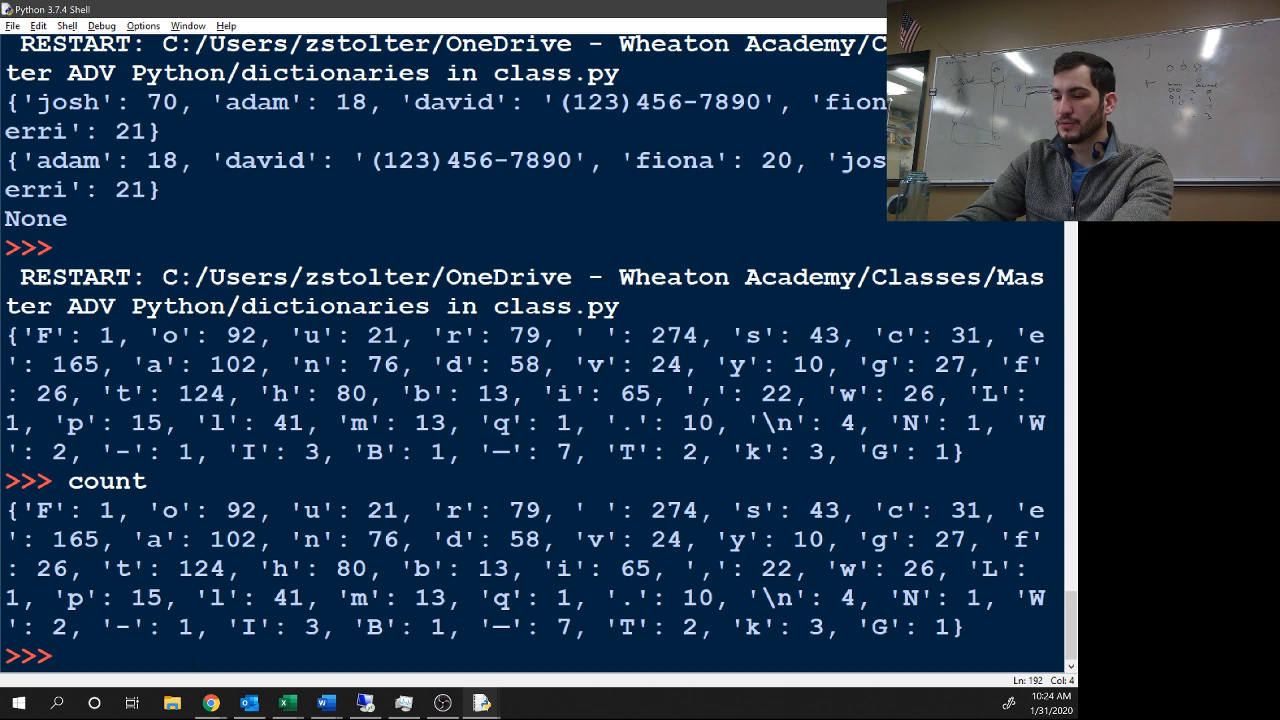 Python 3.7.4 Shell
File Edit Shell Debug Options Window Help
RESTART: C:/Users/zstolter/OneDrive - Wheaton Academy/C
ter ADV Python/dictionaries in class.py
{'josh': 70, 'adam': 18, 'david': '(123)456-7890', 'fion
erri': 21}
{'adam': 18, 'david': '(123)456-7890', 'fiona': 20, 'jos
erri': 21}
None
>>>
RESTART: C:/Users/zstolter/OneDrive - Wheaton Academy/Classes/Mas
ter ADV Python/dictionaries in class.py
{'F': 1, 'o': 92, 'u': 21, 'r': 79, ' ': 274, 's': 43, 'c': 31, 'e
': 165, 'a': 102, 'n': 76, 'd': 58, 'v': 24, 'y': 10, 'g': 27, 'f'
: 26, 't': 124, 'h': 80, 'b': 13, 'i': 65, ',': 22, 'w': 26, 'L':
1, 'p': 15, 'l': 41, 'm': 13, 'q': 1, '.': 10, '\n': 4, 'N': 1, 'W
': 2, '-': 1, 'I': 3, 'B': 1, '—': 7, 'T': 2, 'k': 3, 'G': 1}
>>> count
{'F': 1, 'o': 92, 'u': 21, 'r': 79, ' ': 274, 's': 43, 'c': 31, 'e
': 165, 'a': 102, 'n': 76, 'd': 58, 'v': 24, 'y': 10, 'g': 27, 'f'
: 26, 't': 124, 'h': 80, 'b': 13, 'i': 65, ',': 22, 'w': 26, 'L':
1, 'p': 15, 'l': 41, 'm': 13, 'q': 1, '.': 10, '\n': 4, 'N': 1, 'W
': 2, '-': 1, 'I': 3, 'B': 1, '—': 7, 'T': 2, 'k': 3, 'G': 1}
>>>
Ln: 192 Col: 4
10:24 AM
1/31/2020